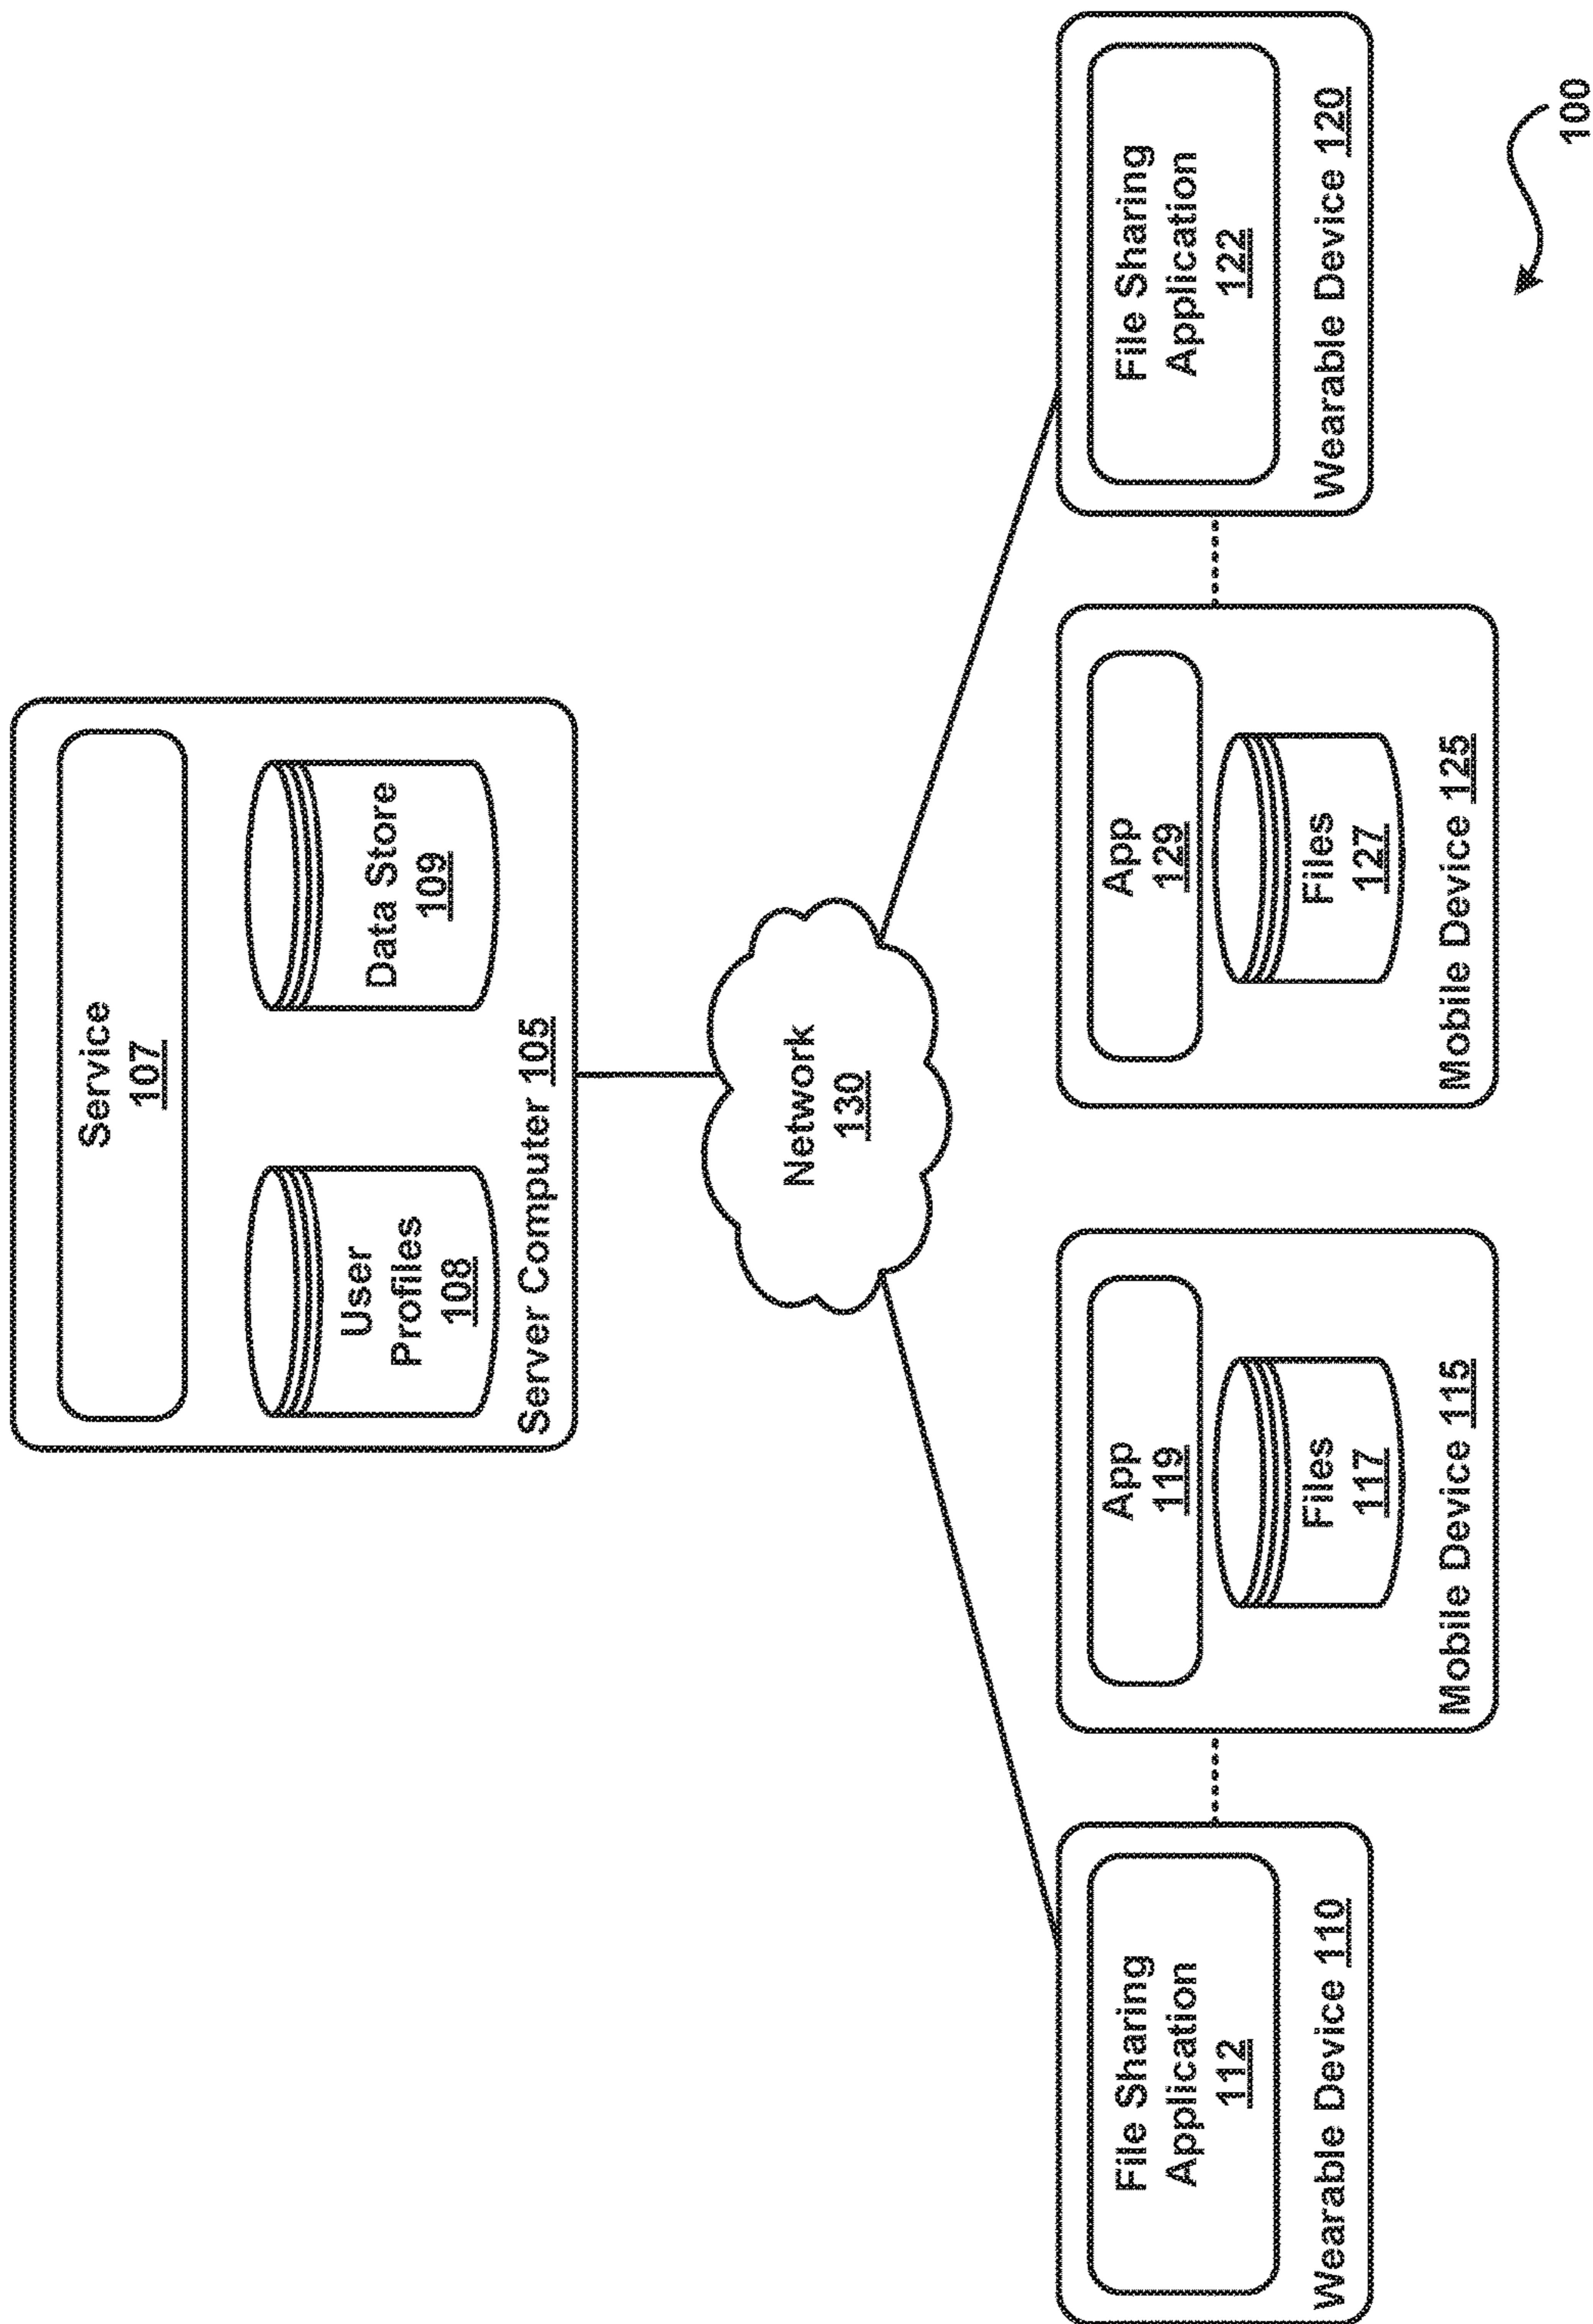 Service
107
User
Profiles
108
Data Store
109
Server Computer 105
Network
130
File Sharing
Application
112
Wearable Device 110
App
119
Files
117
Mobile Device 115
App
129
Files
127
Mobile Device 125
File Sharing
Application
122
Wearable Device 120
100